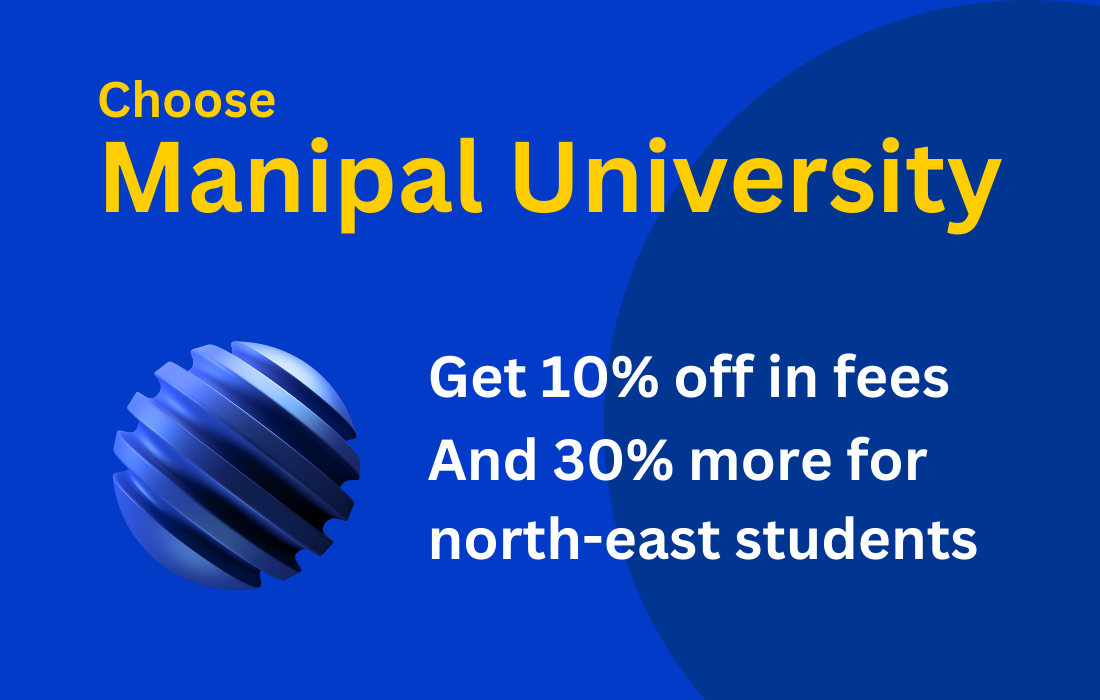 Choose
Manipal University
Get 10% off in fees
And 30% more for
north-east students